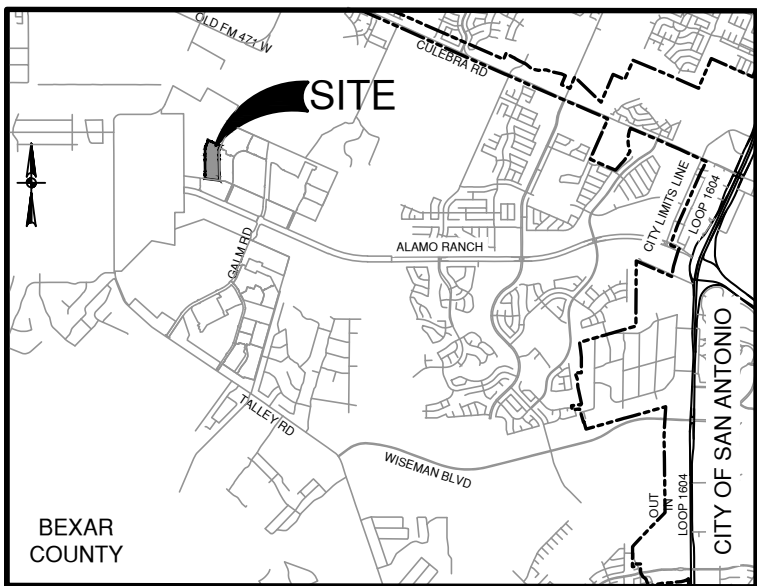 OLD FM 471 W
CULEBRA RD
SITE
CITY LIMITS LINE
LOOP 1604
ALAMO RANCH
GALM RD
CITY OF SAN ANTONIO
TALLEY RD
WISEMAN BLVD
OUT
IN
LOOP 1604
BEXAR
COUNTY